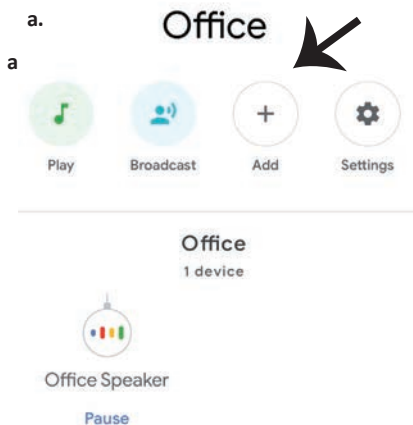 a.
Office
a
Play Broadcast Add Settings
Office
1 device
Office Speaker
Pause